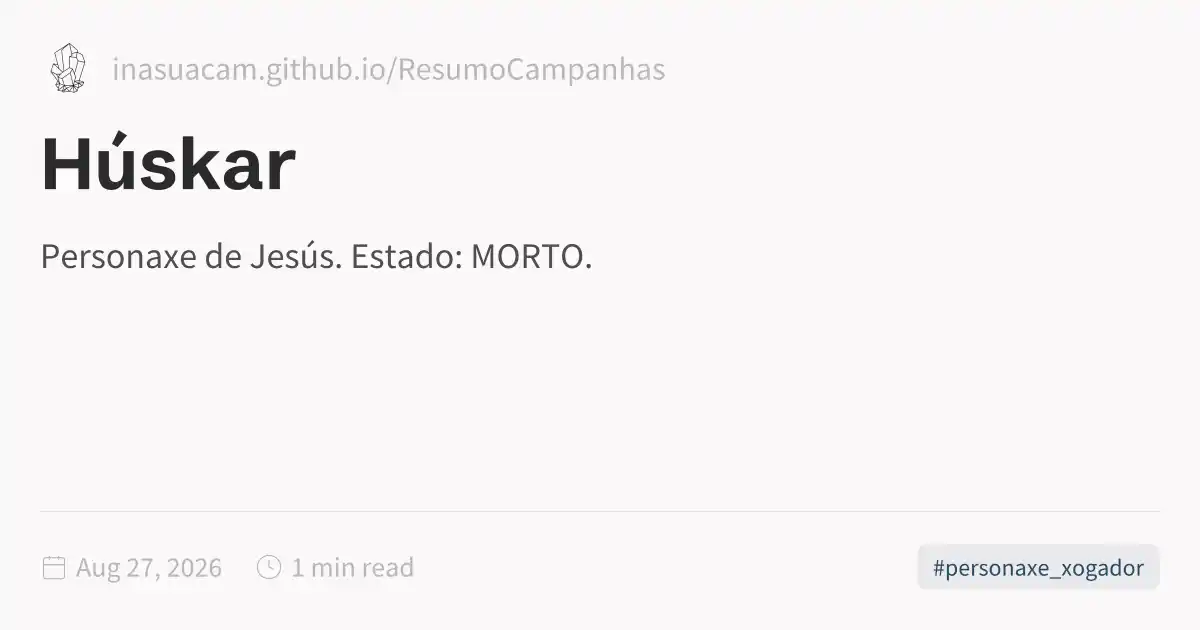 inasuacam.github.io/ResumoCampanhas
Húskar
Personaxe de Jesús. Estado: MORTO.
Aug 27, 2026
1 min read
#personaxe_xogador